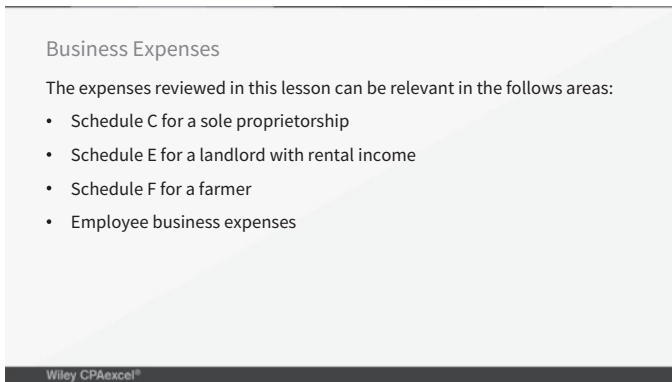 Business Expenses
The expenses reviewed in this lesson can be relevant in the follows areas:
• Schedule C for a sole proprietorship
• Schedule E for a landlord with rental income
• Schedule F for a farmer
• Employee business expenses
Wiley CPAexcel®